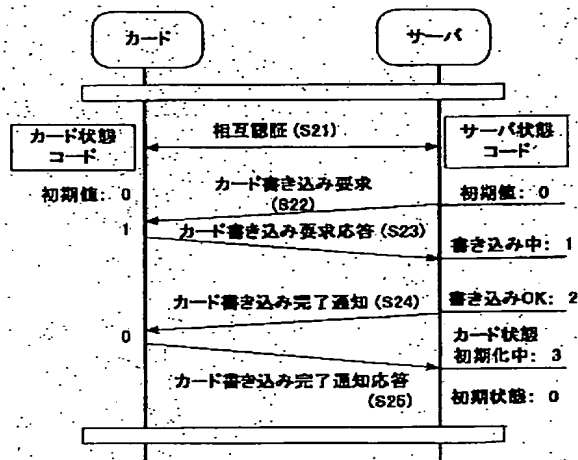 カード
サーバ
相互認証(S21)
カード状態
コード
サーバ状態
コード
カード書き込み要求
(S22)
初期値: 0
初期値: 0
1
カード書き込み要求応答(S23)
書き込み中: 1
カード書き込み完了通知(S24)
書き込みOK: 2
0
カード状態
初期化中: 3
カード書き込み完了通知応答
(S25)
初期状態: 0